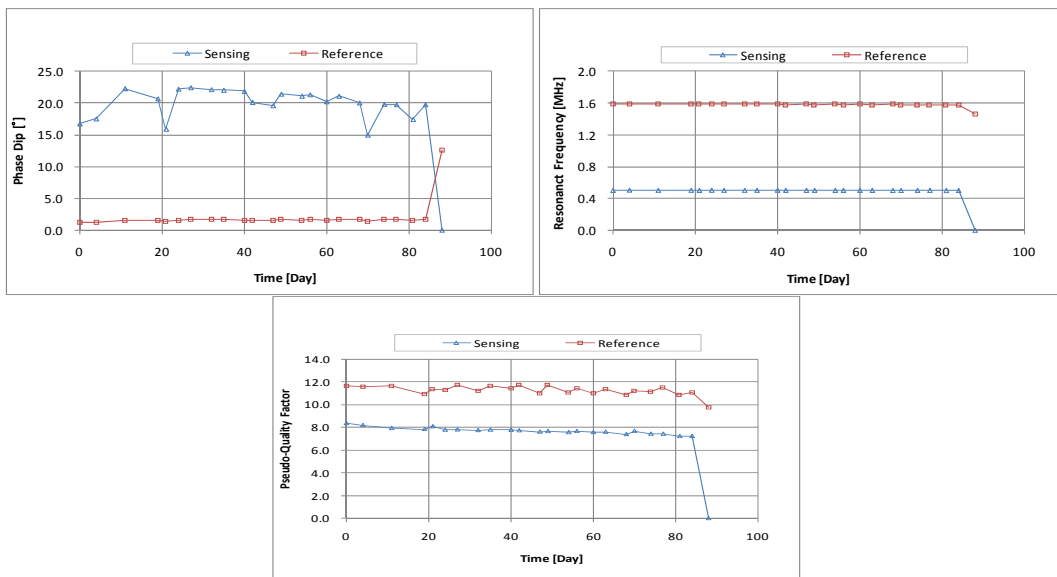 Sensing Reference
25.0
20.0
15.0
10.0
5.0
0.0
Phase Dip [°]
0 20 40 60 80 100
Time [Day]
Sensing Reference
2.0
1.6
1.2
0.8
0.4
0.0
Resonanct Frequency [MHz]
0 20 40 60 80 100
Time [Day]
Sensing Reference
14.0
12.0
10.0
8.0
6.0
4.0
2.0
0.0
Pseudo-Quality Factor
0 20 40 60 80 100
Time [Day]